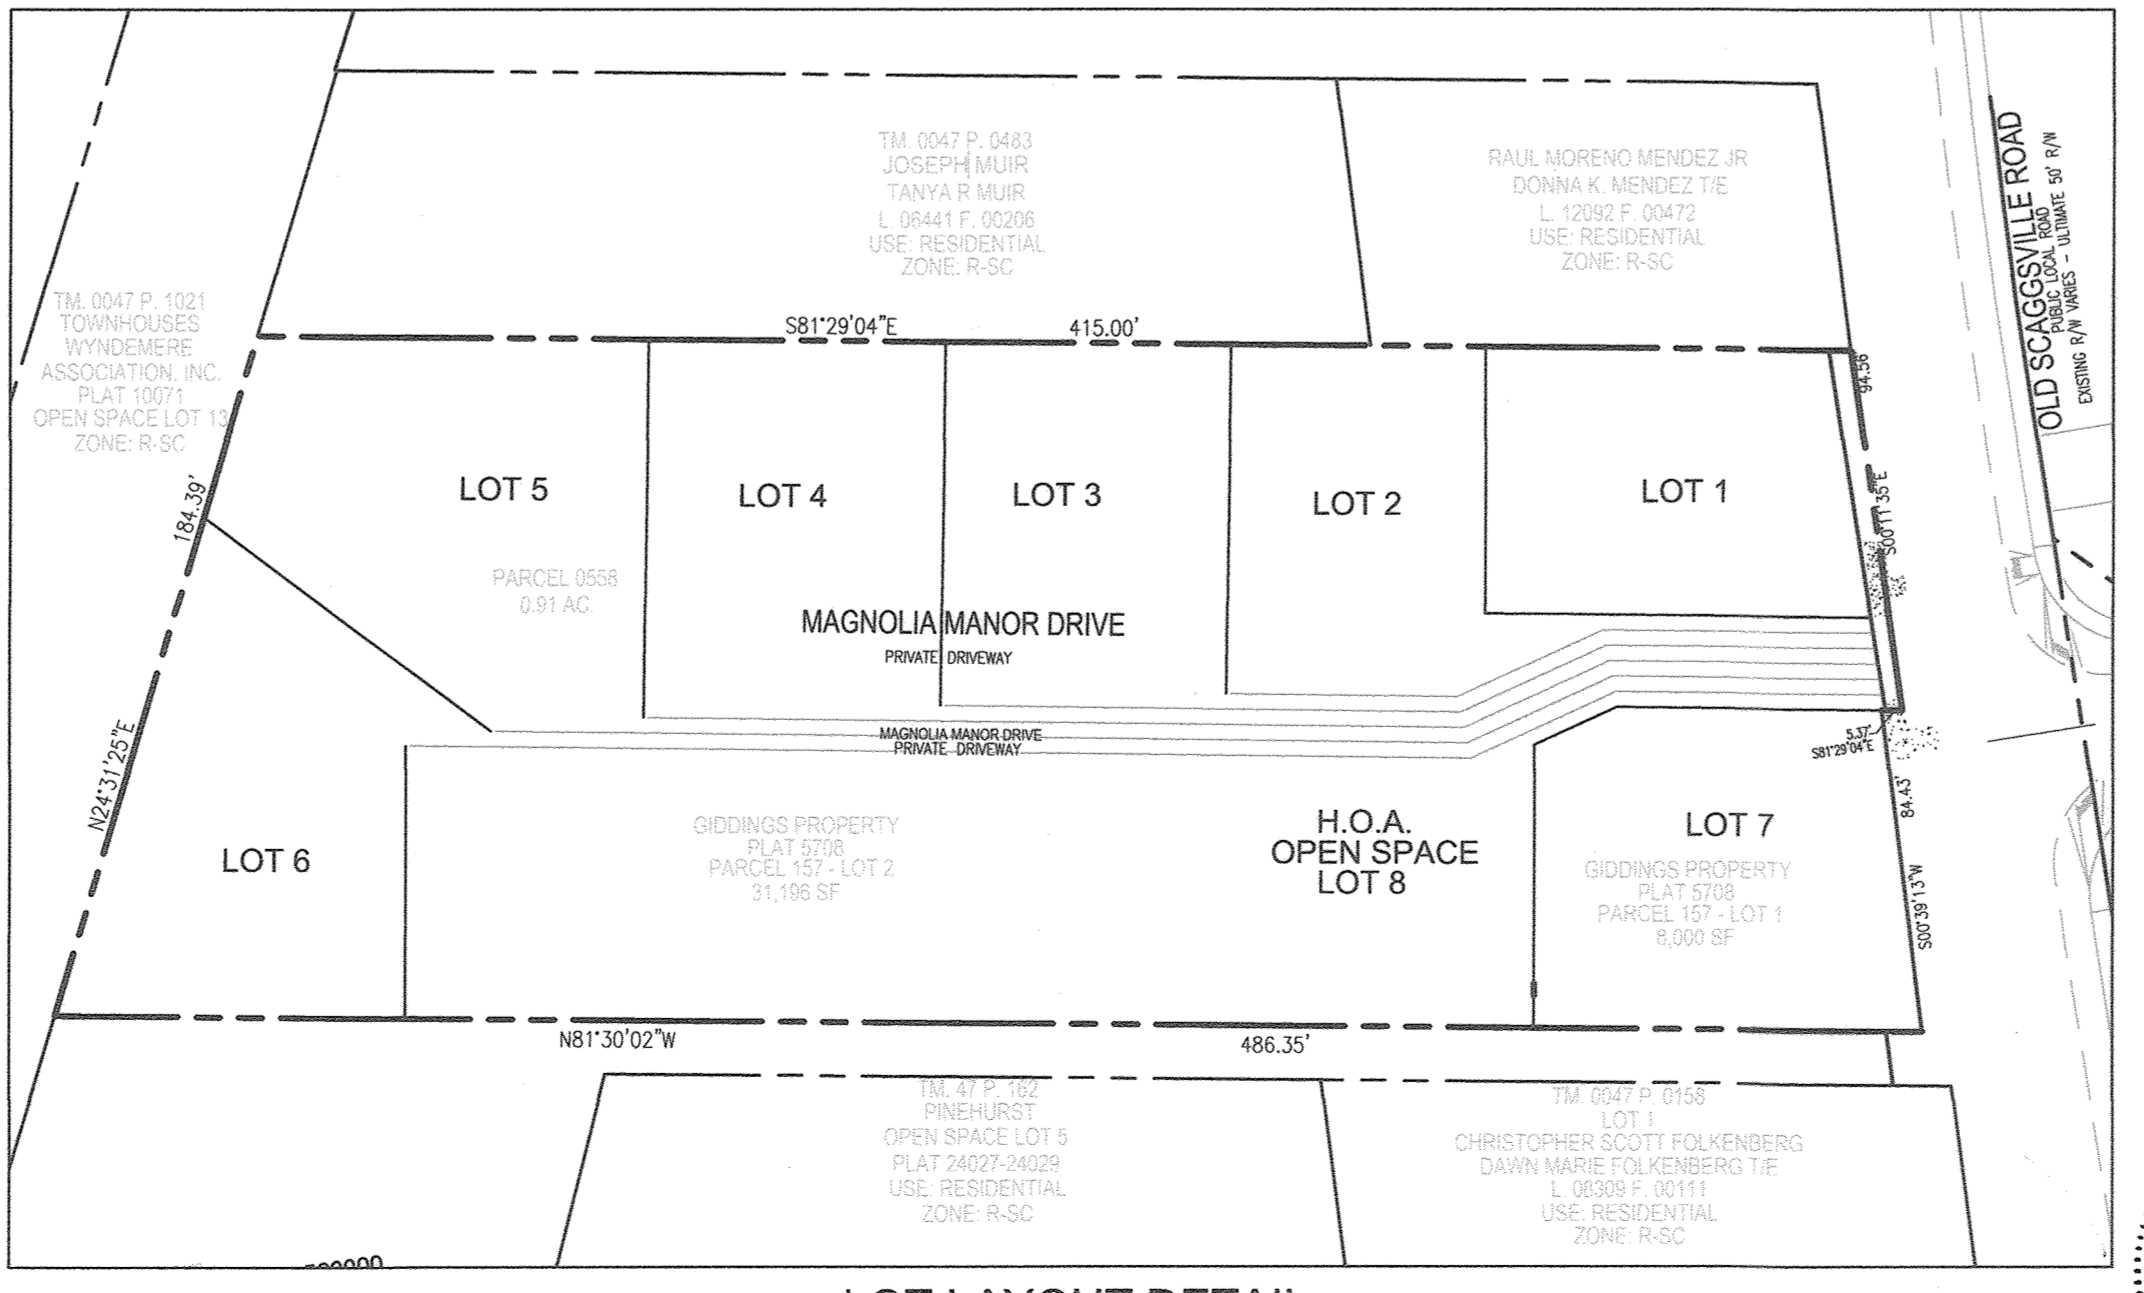 TM. 0047 P. 0483
JOSEPH MUIR
TANYA R MUIR
L. 06441 F. 00206
USE: RESIDENTIAL
ZONE: R-SC
RAUL MORENO MENDEZ JR
DONNA K. MENDEZ T/E
L. 12092 F. 00472
USE: RESIDENTIAL
ZONE: R-SC
OLD SCAGGSVILLE ROAD
PUBLIC LOCAL ROAD
EXISTING R/W VARIES - ULTIMATE 50' R/W
TM. 0047 P. 1021
TOWNHOUSES
WYNDEMERE
ASSOCIATION. INC.
PLAT 10071
OPEN SPACE LOT 13
ZONE: R-SC
S81°29'04"E 415.00'
94.56
S00°11'35"E
184.39'
N24°31'25"E
LOT 5
LOT 4
LOT 3
LOT 2
LOT 1
PARCEL 0558
0.91 AC.
MAGNOLIA MANOR DRIVE
PRIVATE DRIVEWAY
MAGNOLIA MANOR DRIVE
PRIVATE DRIVEWAY
5.37'
S81°29'04"E
84.43'
S00°39'13"W
LOT 6
GIDDINGS PROPERTY
PLAT 5708
PARCEL 157 - LOT 2
31,196 SF
H.O.A.
OPEN SPACE
LOT 8
LOT 7
GIDDINGS PROPERTY
PLAT 5708
PARCEL 157 - LOT 1
8,000 SF
N81°30'02"W 486.35'
TM. 47 P. 162
PINEHURST
OPEN SPACE LOT 5
PLAT 24027-24029
USE: RESIDENTIAL
ZONE: R-SC
TM. 0047 P. 0158
LOT 1
CHRISTOPHER SCOTT FOLKENBERG
DAWN MARIE FOLKENBERG T/E
L. 08309 F. 00111
USE: RESIDENTIAL
ZONE: R-SC
LOT LAYOUT DETAIL